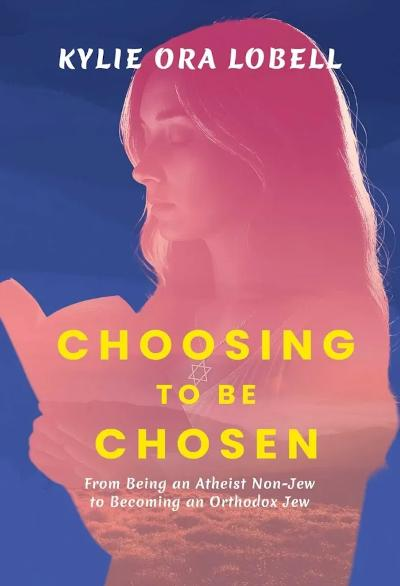 KYLIE ORA LOBELL
CHOOSING
TO BE
CHOSEN
From Being an Atheist Non-Jew
to Becoming an Orthodox Jew